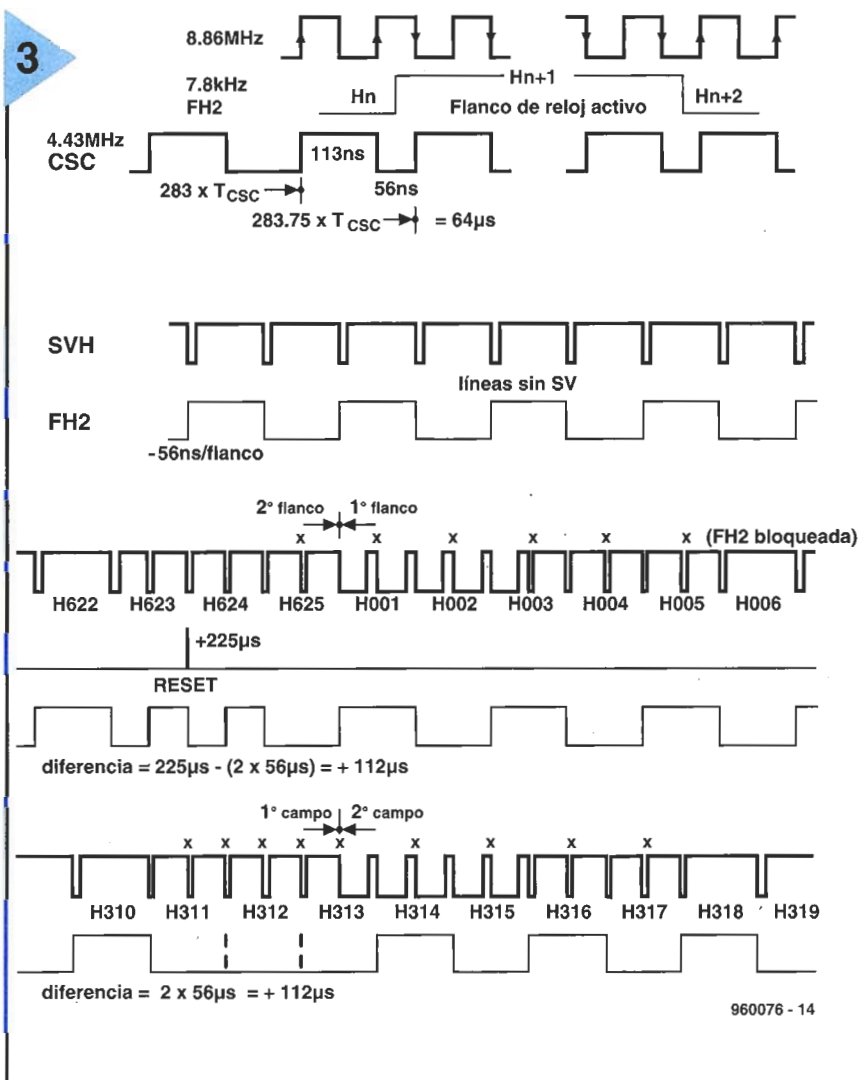 3
8.86MHz
7.8kHz
FH2
Hn
Hn+1
Hn+2
Flanco de reloj activo
4.43MHz
CSC
113ns
56ns
283 x TCSC
283.75 x TCSC = 64µs
SVH
líneas sin SV
FH2
-56ns/flanco
2° flanco 1° flanco
x x x x x x (FH2 bloqueada)
H622 H623 H624 H625 H001 H002 H003 H004 H005 H006
+225µs
RESET
diferencia = 225µs - (2 x 56µs) = + 112µs
1° campo 2° campo
x x x x x x x x x
H310 H311 H312 H313 H314 H315 H316 H317 H318 H319
diferencia = 2 x 56µs = + 112µs
960076 - 14